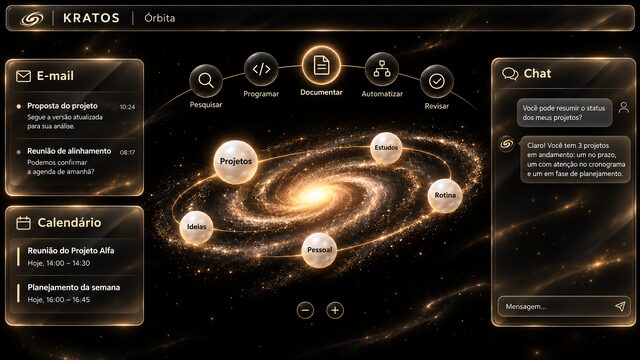 KRATOS
Órbita
E-mail
Proposta do projeto 10:24
Segue a versão atualizada
para sua análise.
Reunião de alinhamento 08:17
Podemos confirmar
a agenda de amanhã?
Calendário
Reunião do Projeto Alfa
Hoje, 14:00 – 14:30
Planejamento da semana
Hoje, 16:00 – 16:45
Pesquisar
Programar
Documentar
Automatizar
Revisar
Projetos
Estudos
Rotina
Ideias
Pessoal
Chat
Você pode resumir o status
dos meus projetos?
Claro! Você tem 3 projetos
em andamento: um no prazo,
um com atenção no cronograma
e um em fase de planejamento.
Mensagem...